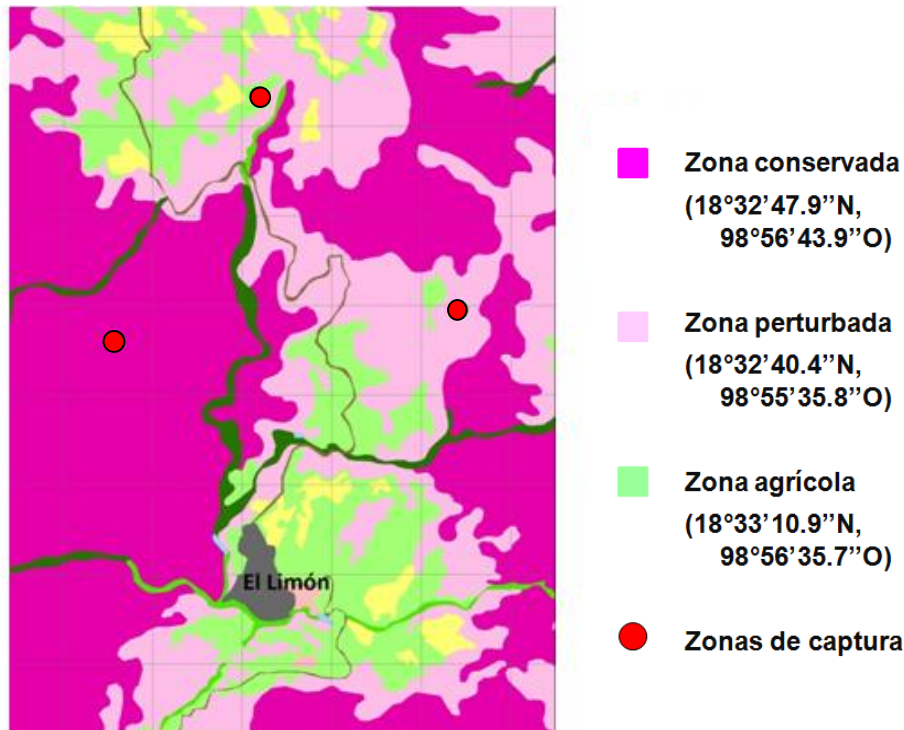 El Limón
Zona conservada
(18°32'47.9’’N,
98°56'43.9’’O)
Zona perturbada
(18°32'40.4’’N,
98°55'35.8’’O)
Zona agrícola
(18°33’10.9’’N,
98°56’35.7’’O)
Zonas de captura